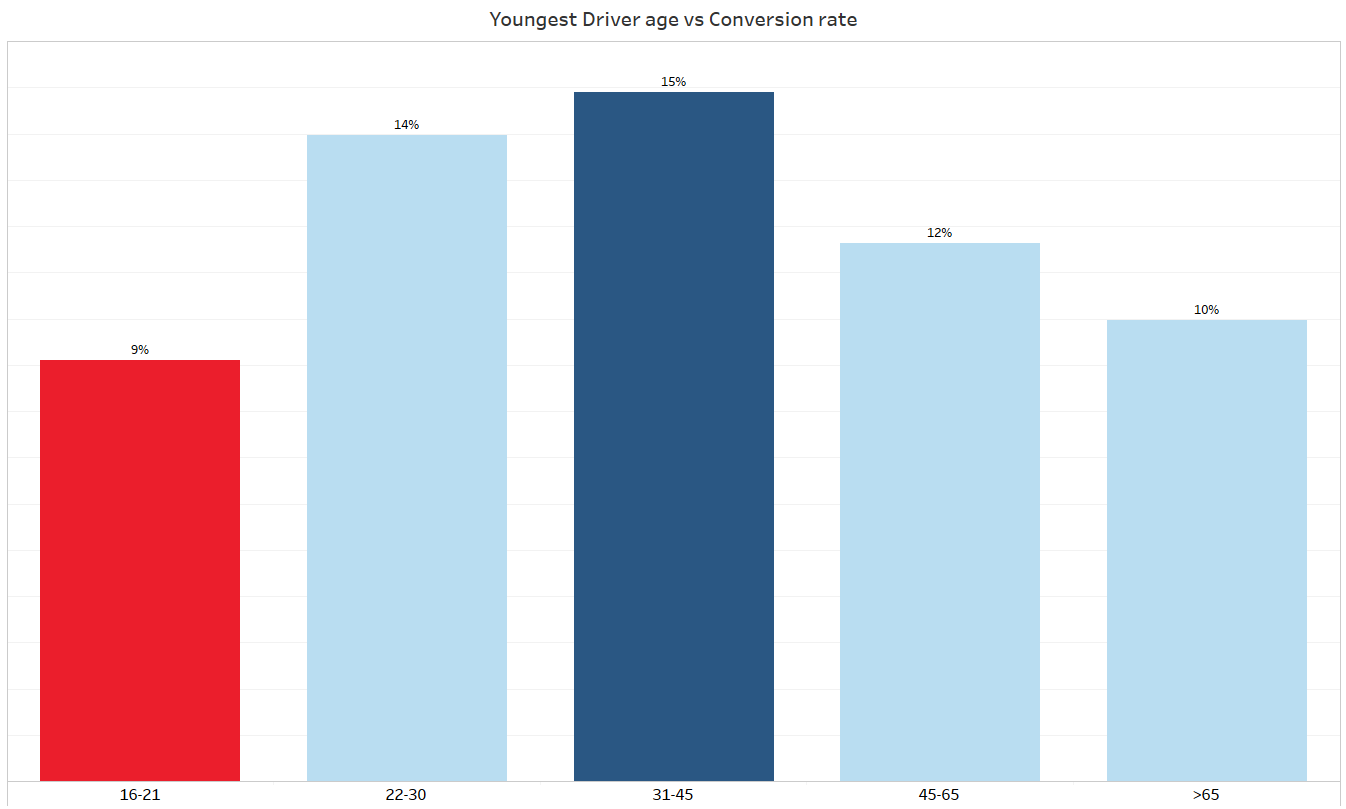 Youngest Driver age vs Conversion rate
15%
14%
12%
10%
9%
16-21 22-30 31-45 45-65 >65